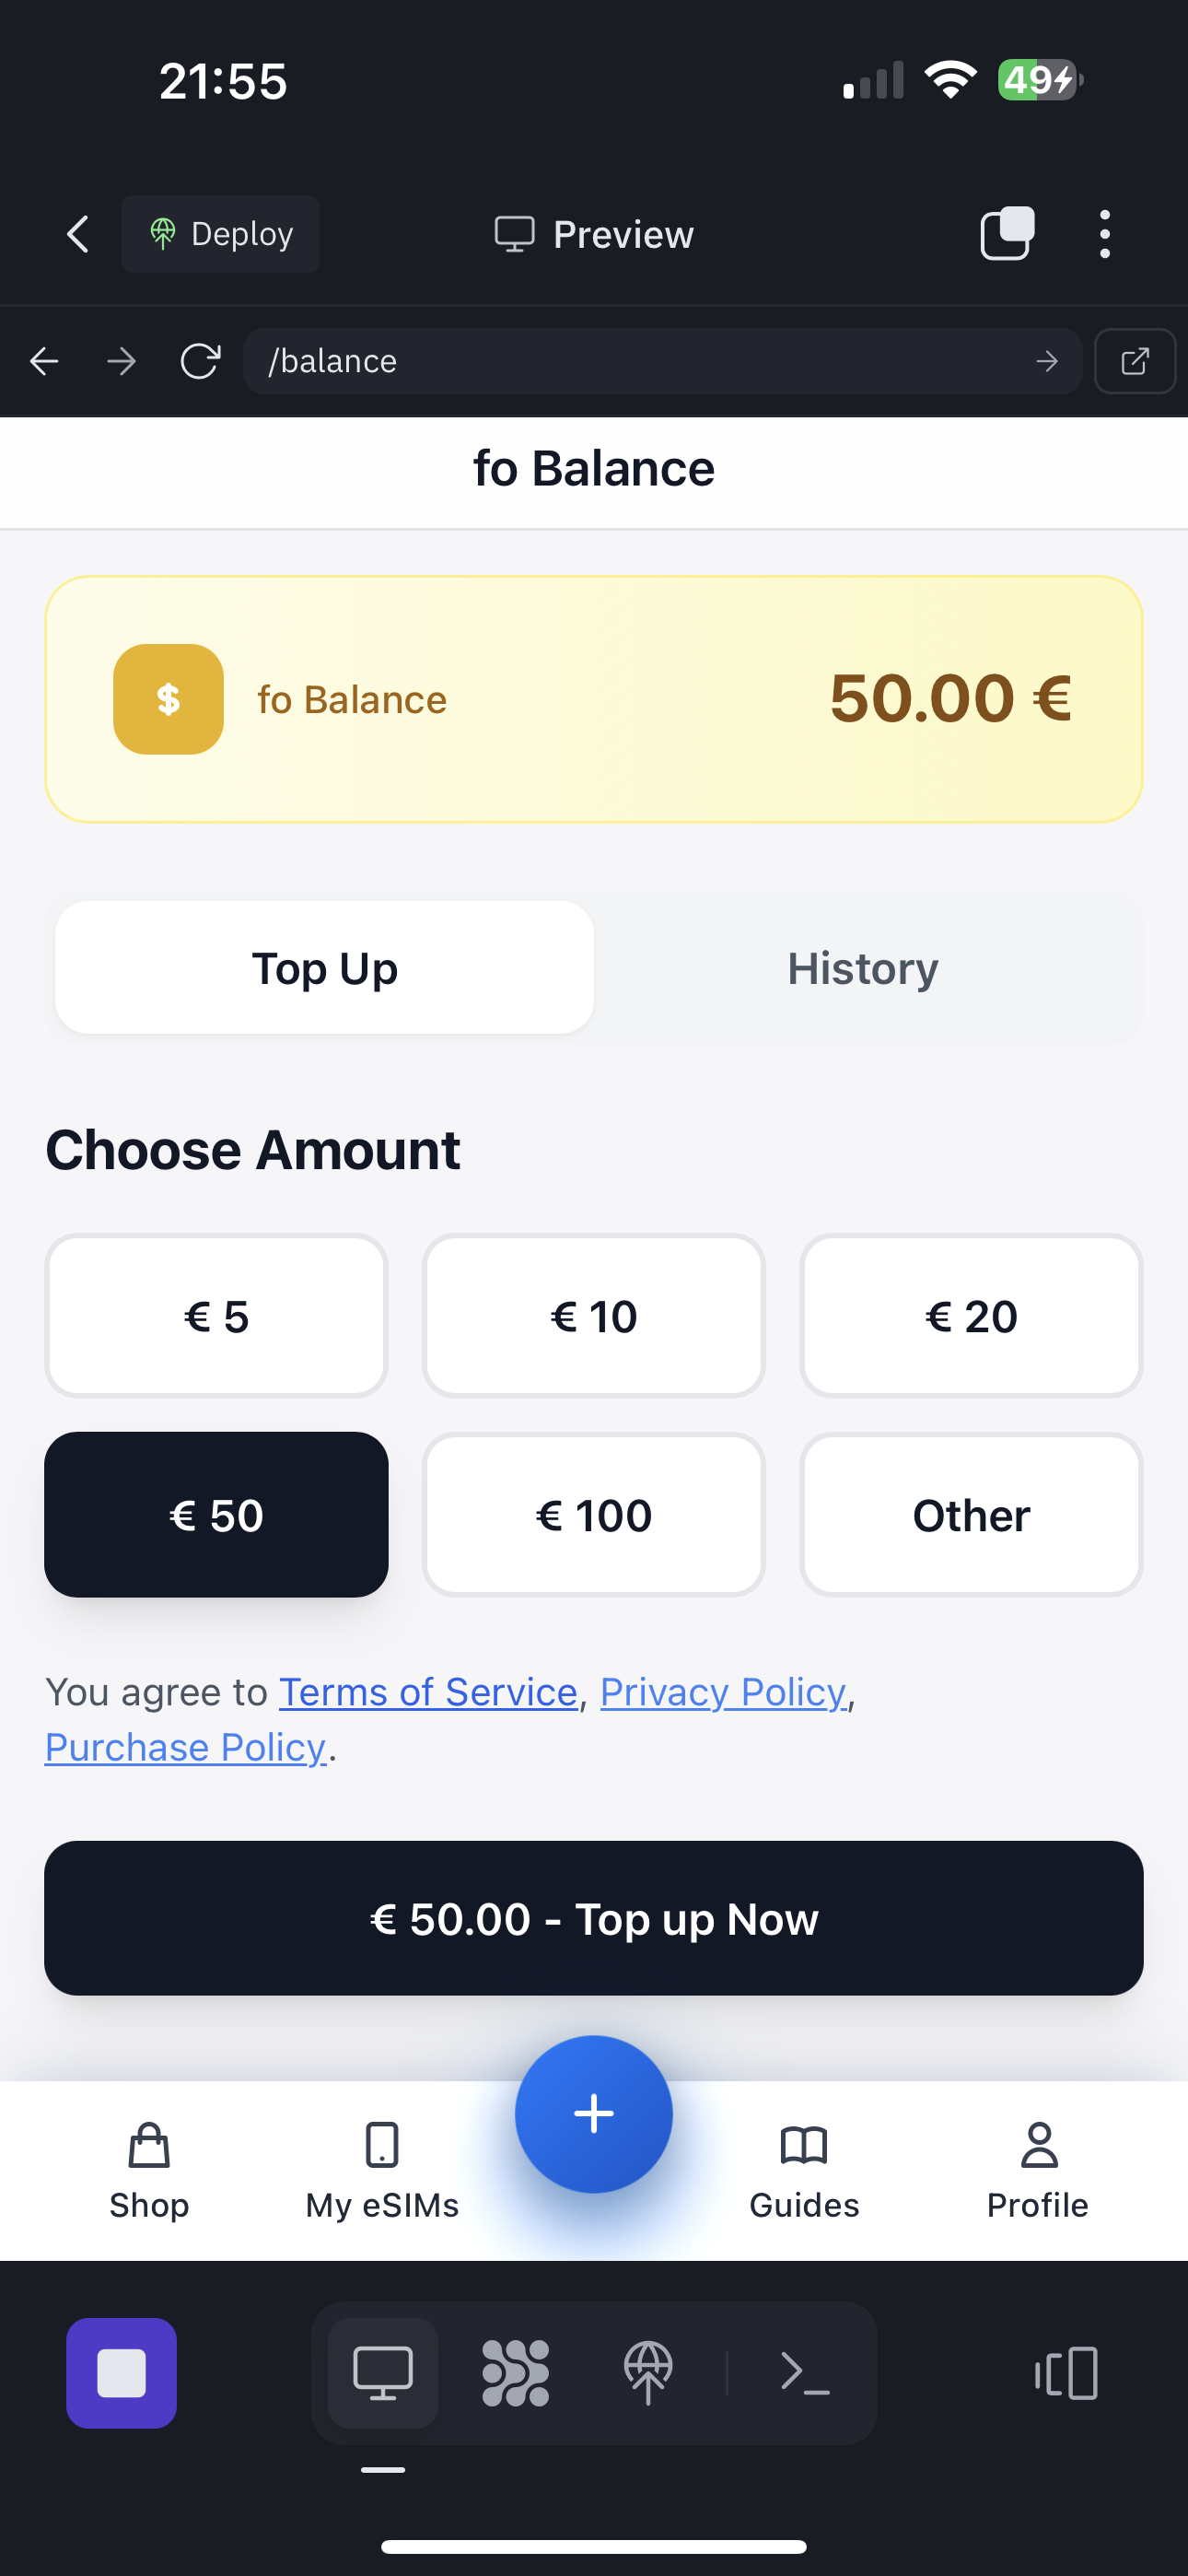 21:55
49
Deploy
Preview
/balance
fo Balance
$ fo Balance 50.00 €
Top Up
History
Choose Amount
€ 5
€ 10
€ 20
€ 50
€ 100
Other
You agree to Terms of Service, Privacy Policy,
Purchase Policy.
€ 50.00 - Top up Now
Shop
My eSIMs
Guides
Profile